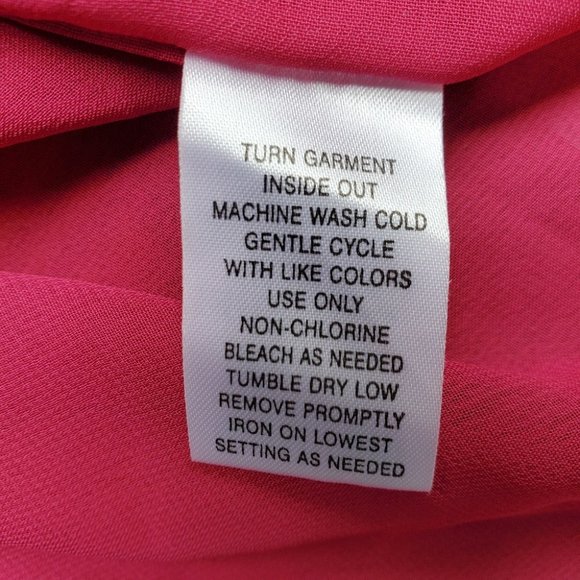 TURN GARMENT
INSIDE OUT
MACHINE WASH COLD
GENTLE CYCLE
WITH LIKE COLORS
USE ONLY
NON-CHLORINE
BLEACH AS NEEDED
TUMBLE DRY LOW
REMOVE PROMPTLY
IRON ON LOWEST
SETTING AS NEEDED